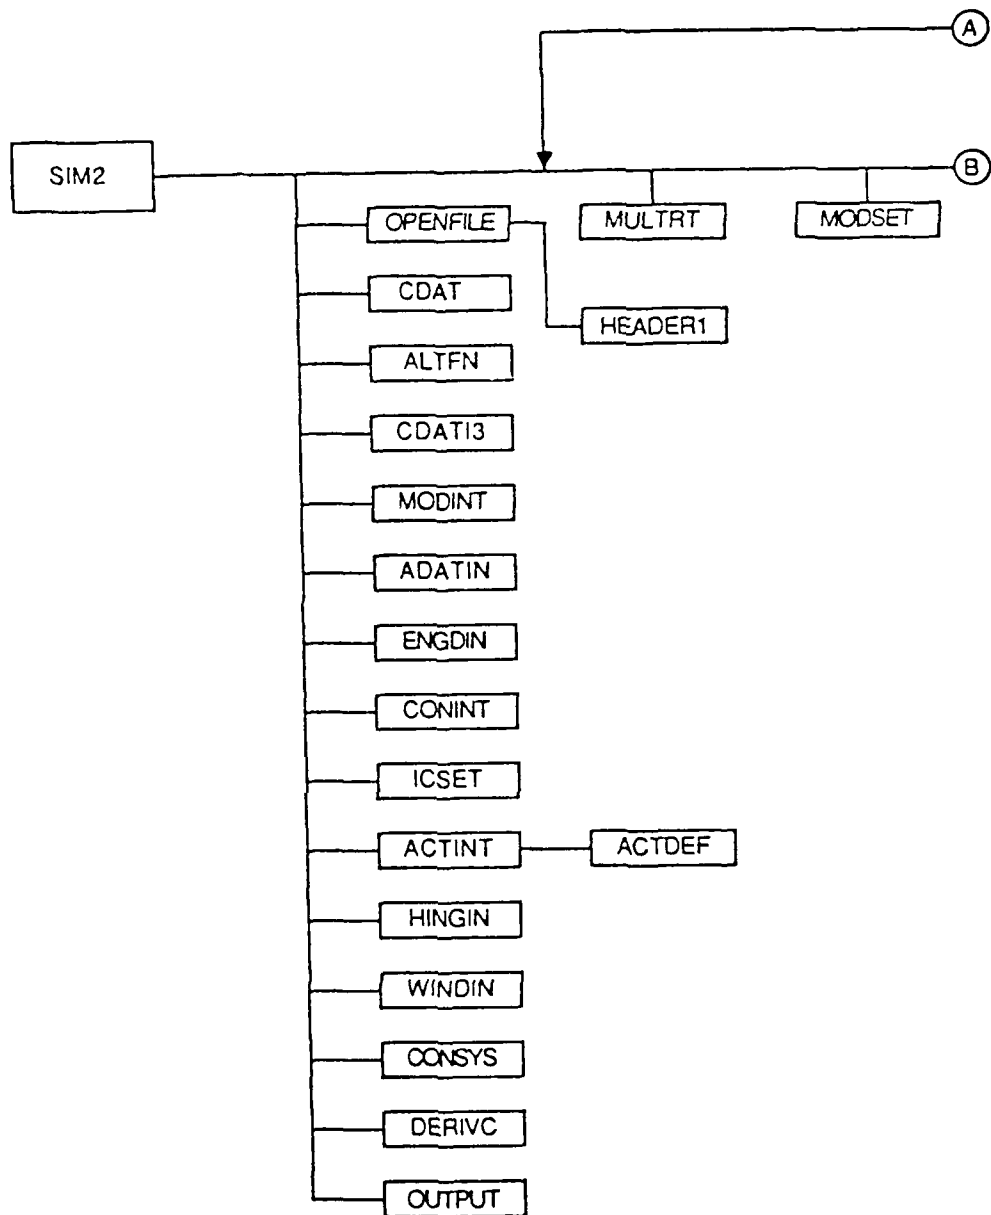 A
SIM2
B
OPENFILE
MULTRT
MODSET
CDAT
HEADER1
ALTFN
CDATI3
MODINT
ADATIN
ENGDIN
CONINT
ICSET
ACTINT
ACTDEF
HINGIN
WINDIN
CONSYS
DERIVC
OUTPUT